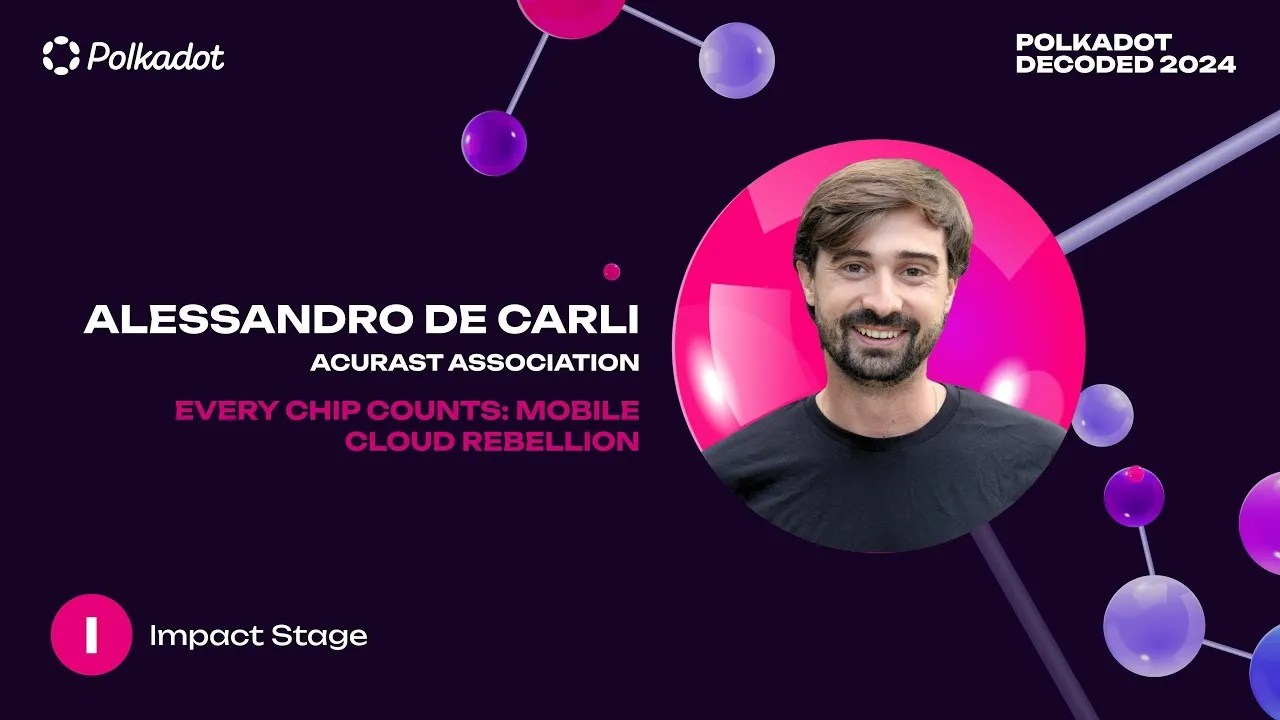 Polkadot
POLKADOT
DECODED 2024
ALESSANDRO DE CARLI
ACURAST ASSOCIATION
EVERY CHIP COUNTS: MOBILE
CLOUD REBELLION
I
Impact Stage